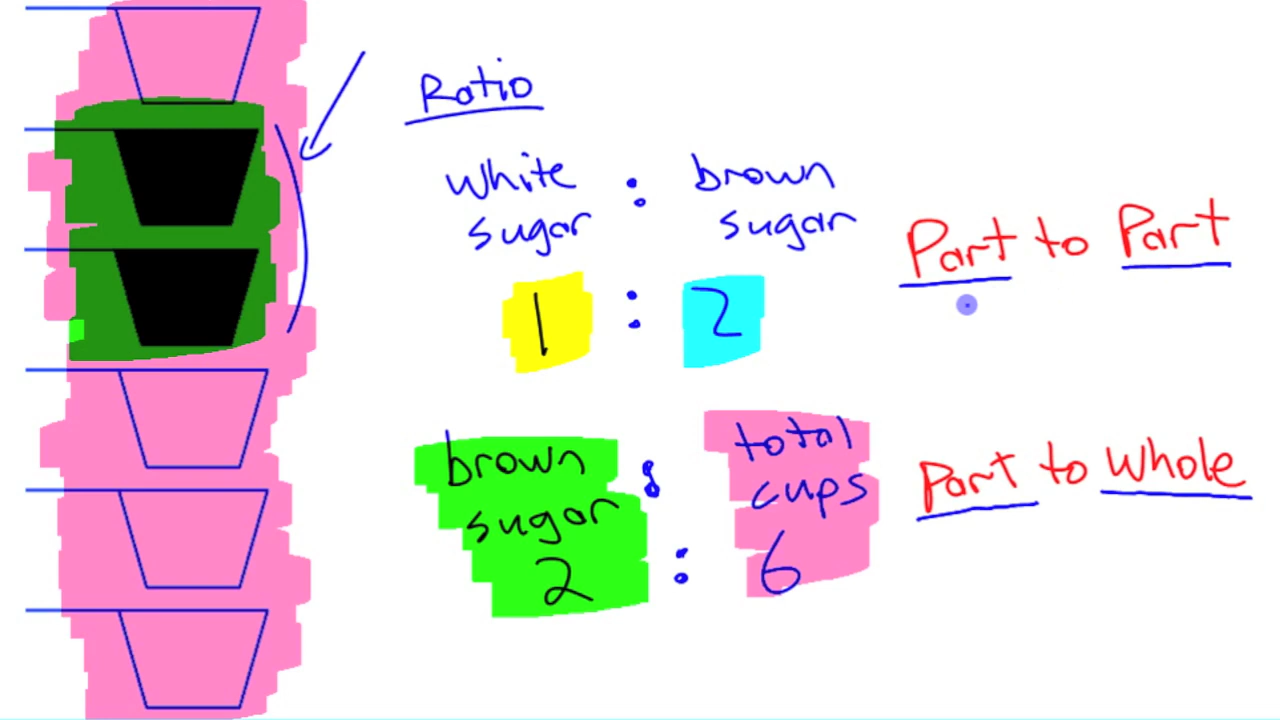 Ratio
white : brown
sugar sugar
1 : 2
Part to Part
brown : total
sugar cups
2 : 6
Part to Whole